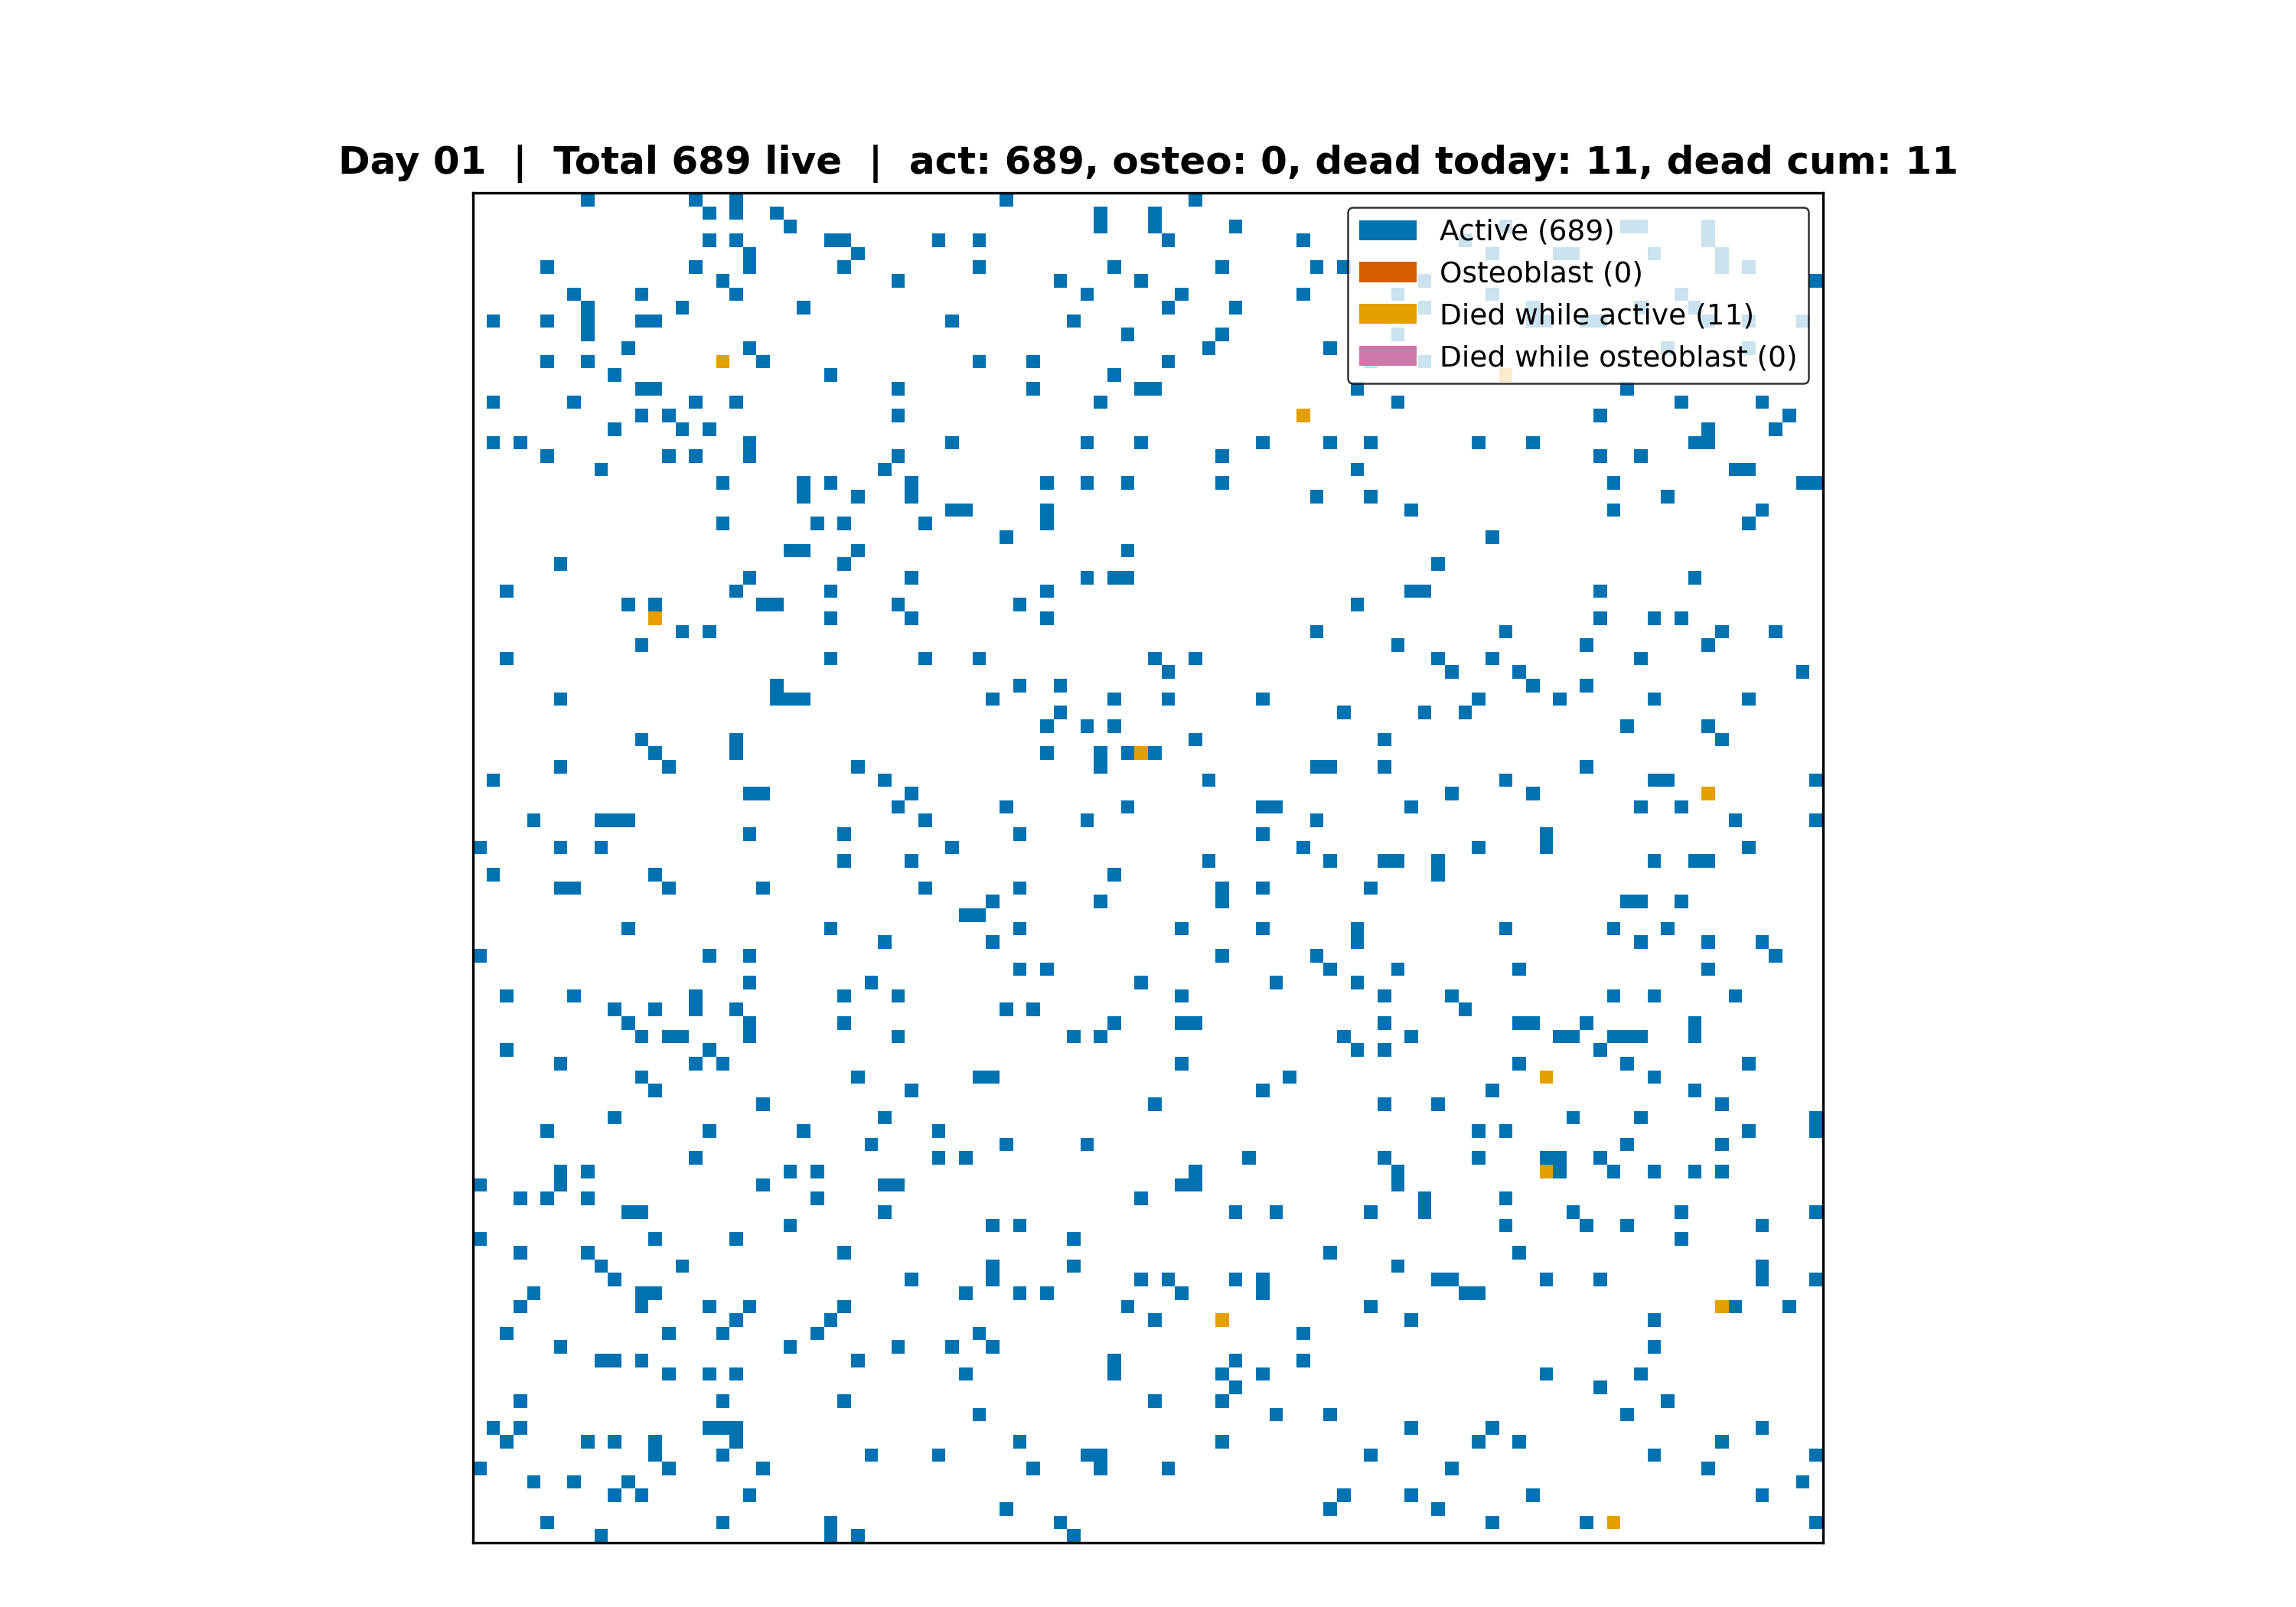 Day 01 | Total 689 live | act: 689, osteo: 0, dead today: 11, dead cum: 11
Active (689)
Osteoblast (0)
Died while active (11)
Died while osteoblast (0)